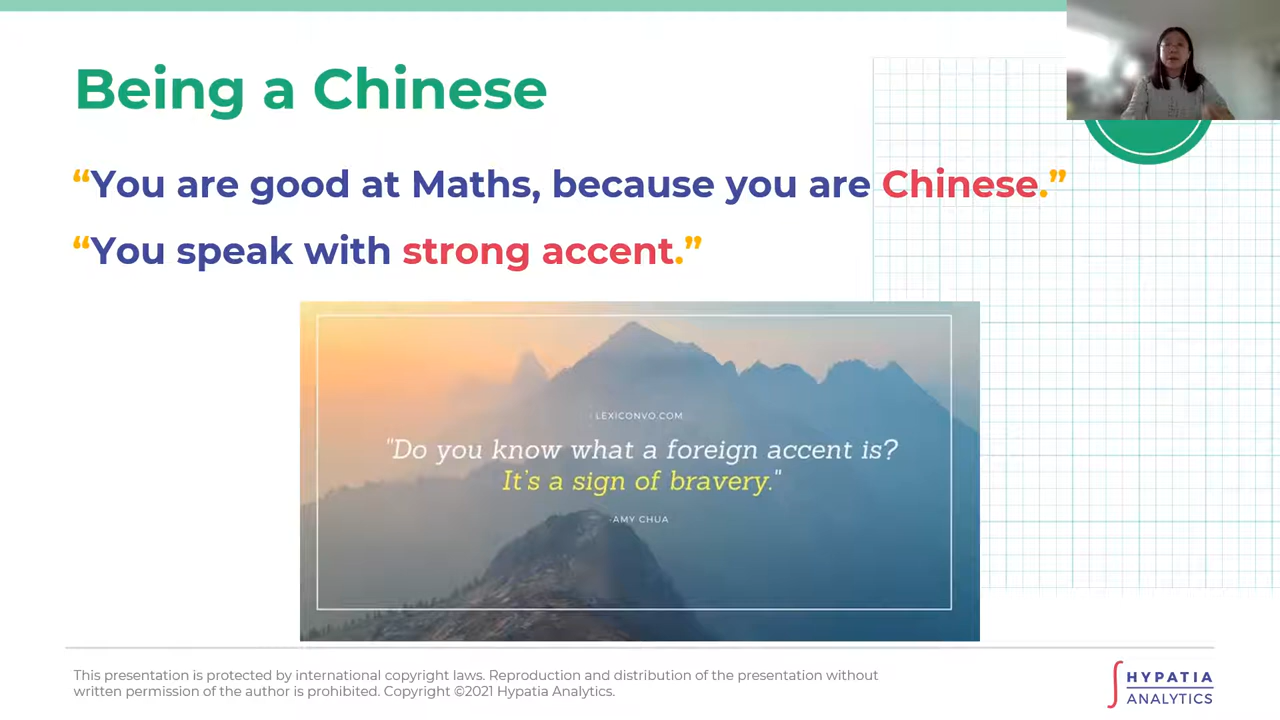 Being a Chinese
“You are good at Maths, because you are Chinese.”
“You speak with strong accent.”
LEXICONVO.COM
"Do you know what a foreign accent is?
It's a sign of bravery."
-AMY CHUA
This presentation is protected by international copyright laws. Reproduction and distribution of the presentation without
written permission of the author is prohibited. Copyright ©2021 Hypatia Analytics.
HYPATIA
ANALYTICS